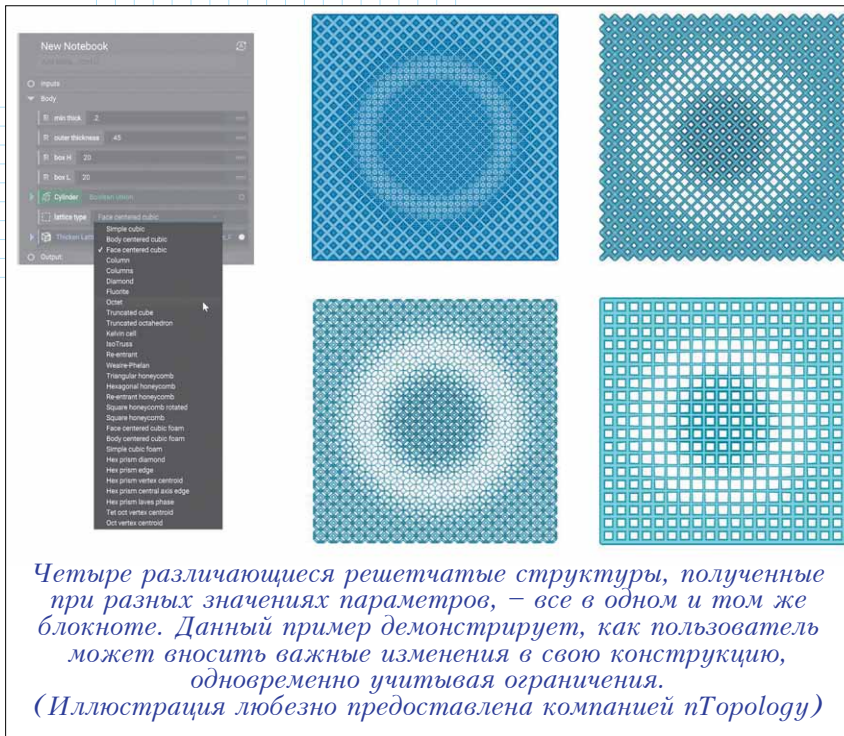 New Notebook
Inputs
Body
min thick .2
outer thickness .45
box H 20
box L 20
Cylinder Boolean Union
lattice type Face centered cubic
Thicken Lat
Output
Simple cubic
Body centered cubic
✓ Face centered cubic
Column
Columns
Diamond
Fluorite
Octet
Truncated cube
Truncated octahedron
Kelvin cell
IsoTruss
Re-entrant
Weaire-Phelan
Triangular honeycomb
Hexagonal honeycomb
Re-entrant honeycomb
Square honeycomb rotated
Square honeycomb
Face centered cubic foam
Body centered cubic foam
Simple cubic foam
Hex prism diamond
Hex prism edge
Hex prism vertex centroid
Hex prism central axis edge
Hex prism laves phase
Tet oct vertex centroid
Oct vertex centroid
Четыре различающиеся решетчатые структуры, полученные
при разных значениях параметров, – все в одном и том же
блокноте. Данный пример демонстрирует, как пользователь
может вносить важные изменения в свою конструкцию,
одновременно учитывая ограничения.
(Иллюстрация любезно предоставлена компанией nTopology)